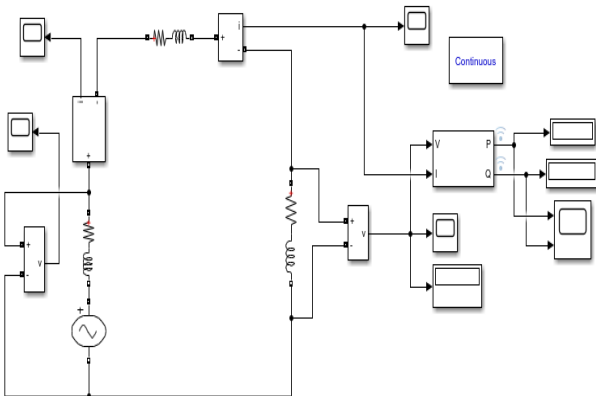 i
+
-
Continuous
+
V
P
I
Q
+
-
v
+
-
v
+